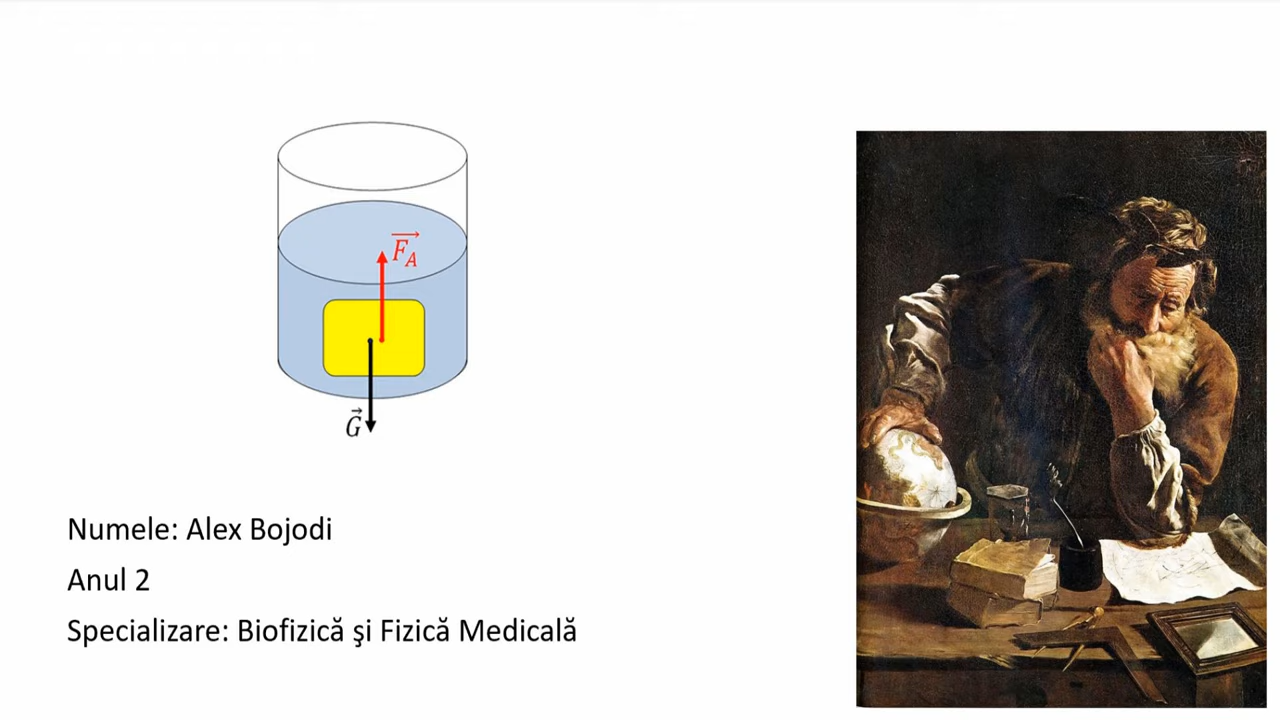 F_A
G
Numele: Alex Bojodi
Anul 2
Specializare: Biofizică şi Fizică Medicală